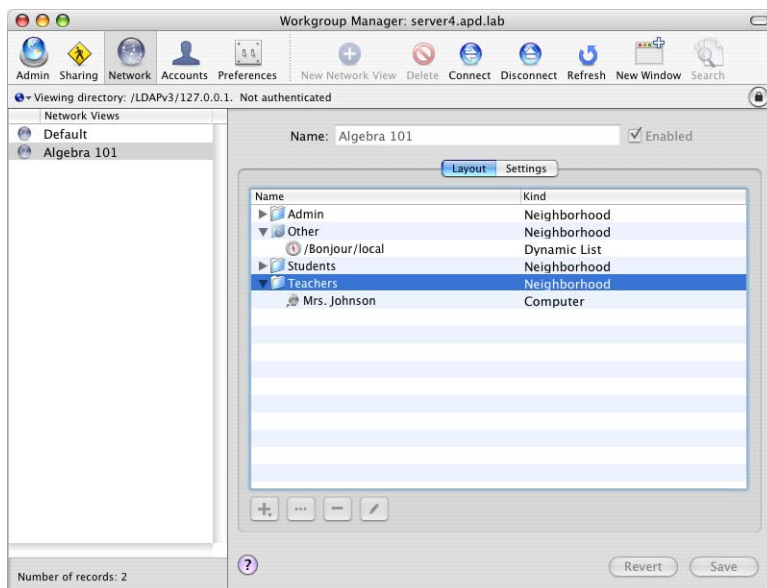 Workgroup Manager: server4.apd.lab
Admin Sharing Network Accounts Preferences New Network View Delete Connect Disconnect Refresh New Window Search
Viewing directory: /LDAPv3/127.0.0.1. Not authenticated
Network Views
Default
Algebra 101
Name: Algebra 101 Enabled
Layout Settings
Name Kind
Admin Neighborhood
Other Neighborhood
/Bonjour/local Dynamic List
Students Neighborhood
Teachers Neighborhood
Mrs. Johnson Computer
? Revert Save
Number of records: 2